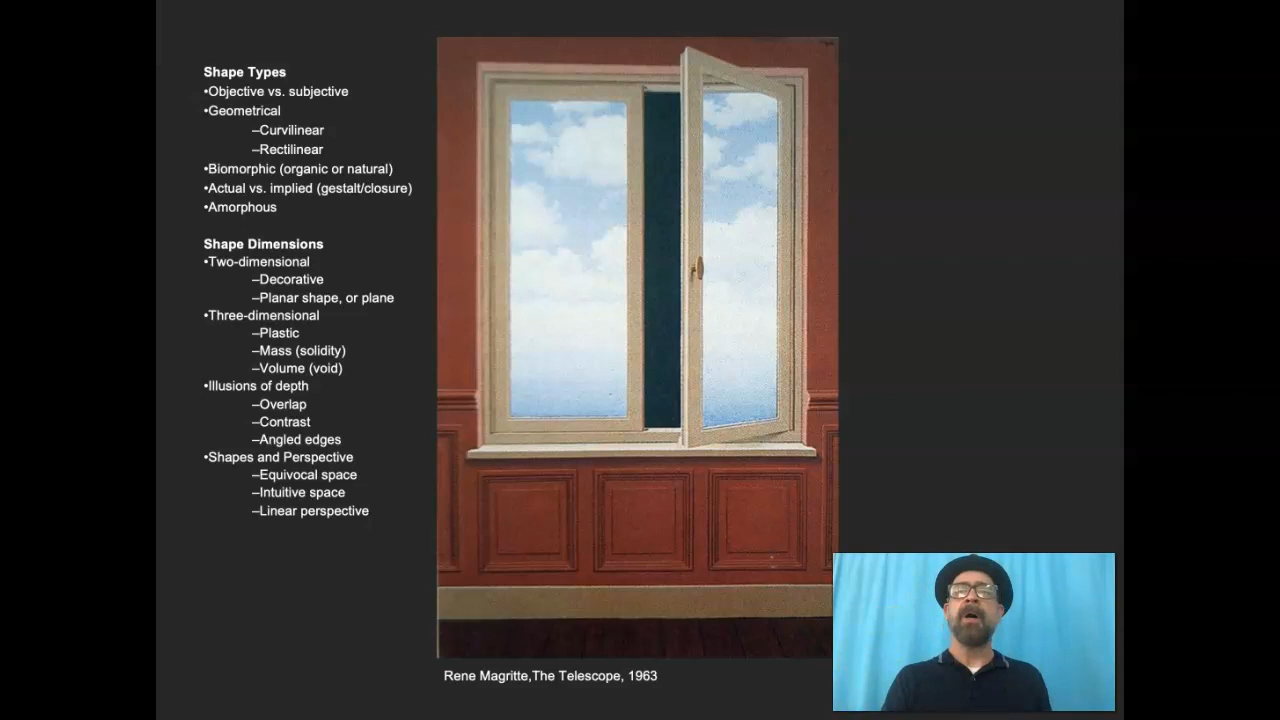 Shape Types
•Objective vs. subjective
•Geometrical
–Curvilinear
–Rectilinear
•Biomorphic (organic or natural)
•Actual vs. implied (gestalt/closure)
•Amorphous
Shape Dimensions
•Two-dimensional
–Decorative
–Planar shape, or plane
•Three-dimensional
–Plastic
–Mass (solidity)
–Volume (void)
•Illusions of depth
–Overlap
–Contrast
–Angled edges
•Shapes and Perspective
–Equivocal space
–Intuitive space
–Linear perspective
Rene Magritte,The Telescope, 1963